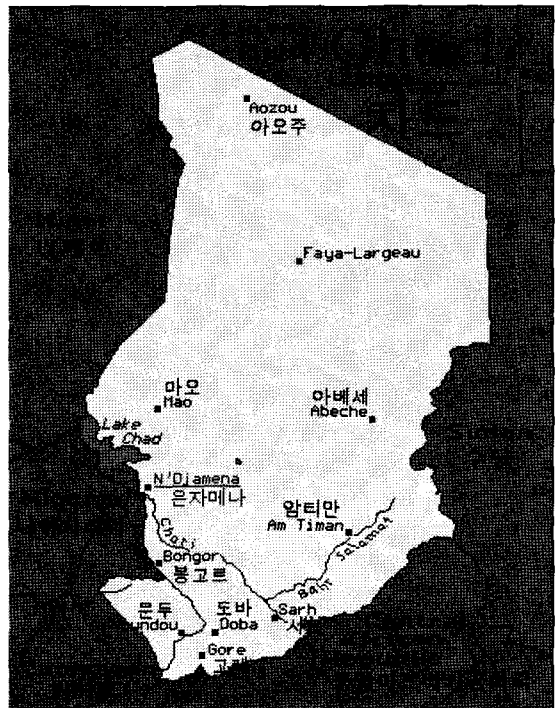 Aozou
아오주
Faya-Largeau
마오
Mao
아베세
Abeche
Lake
Chad
N'Djamena
은자메나
암티만
Am Timan
Chari
Bahr Salamat
Bongor
봉고르
문두
undou
도바
Doba
Sarh
Gore